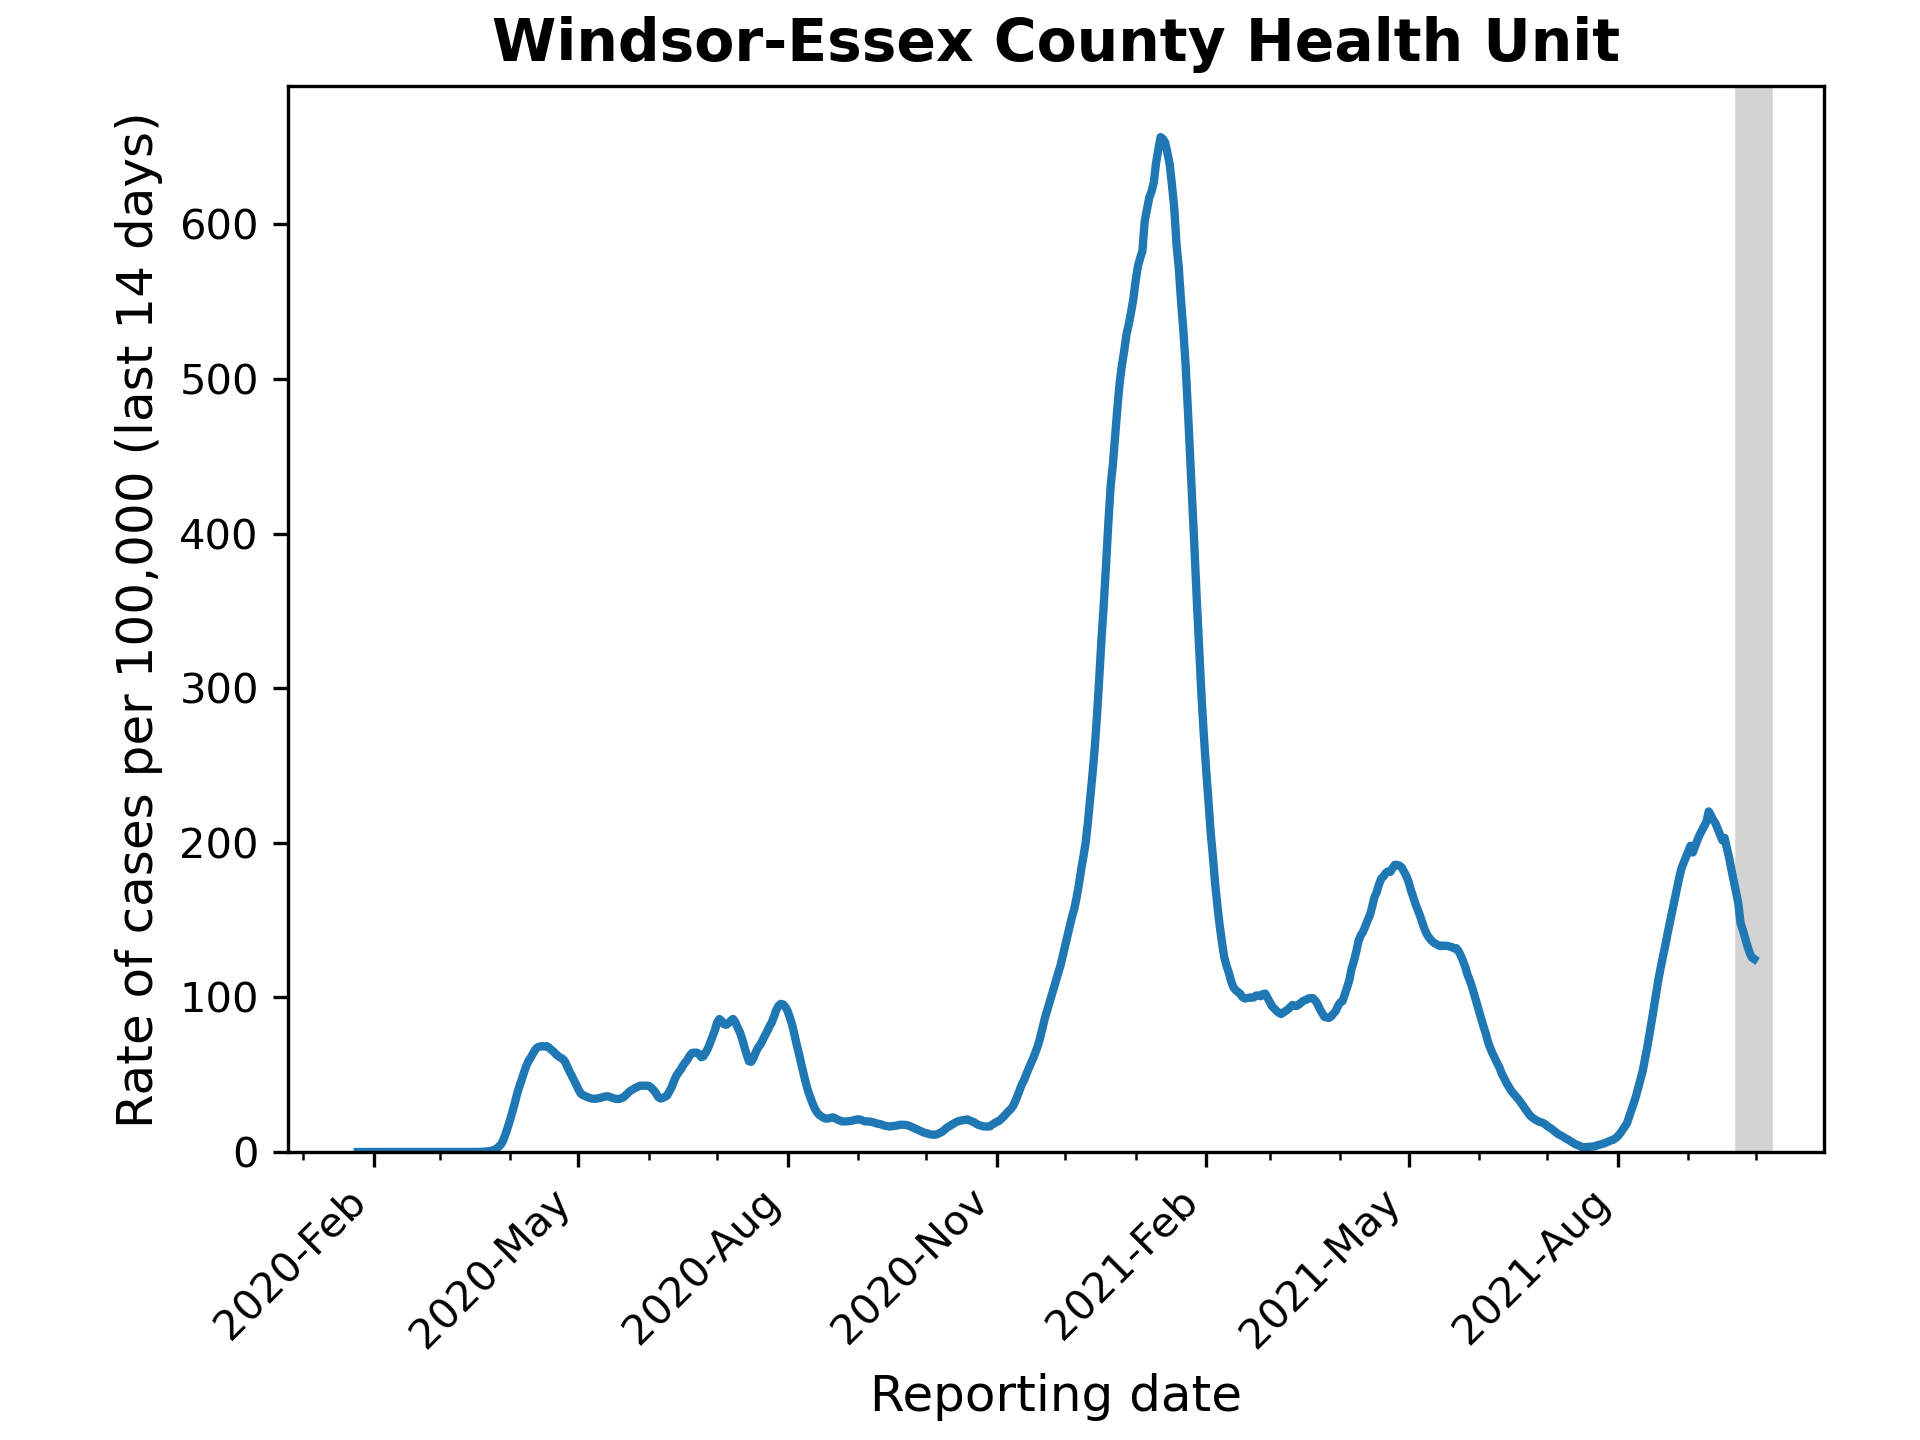 Windsor-Essex County Health Unit
Rate of cases per 100,000 (last 14 days)
600
500
400
300
200
100
0
2020-Feb
2020-May
2020-Aug
2020-Nov
2021-Feb
2021-May
2021-Aug
Reporting date